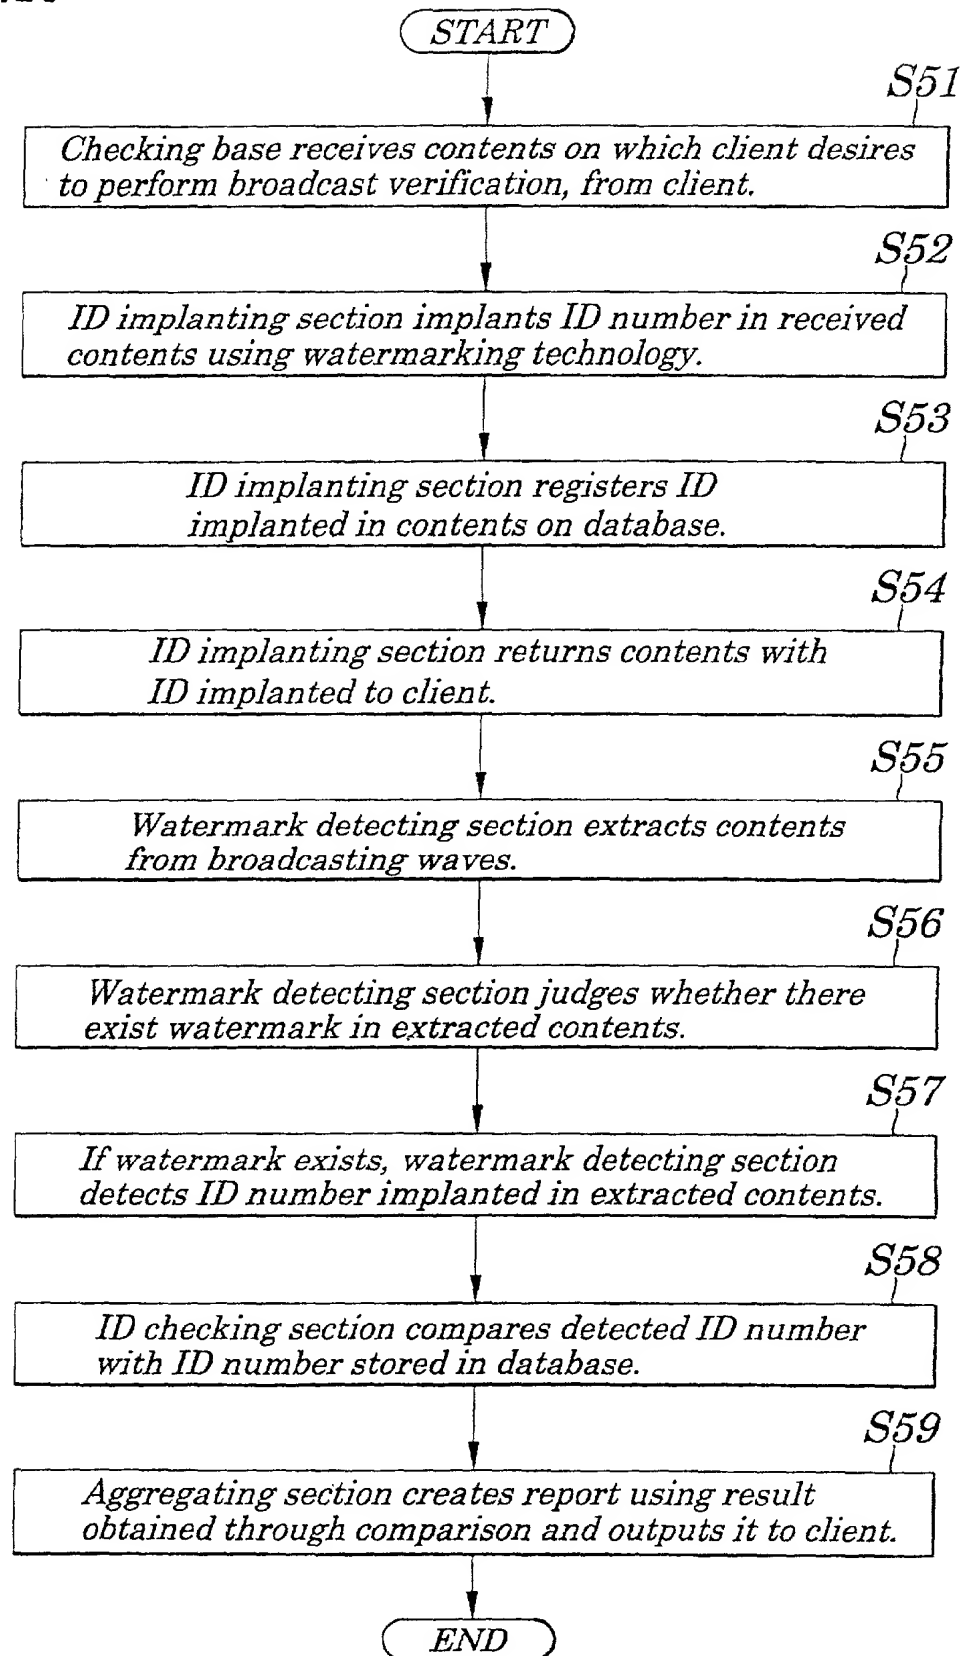 START
S51
Checking base receives contents on which client desires
to perform broadcast verification, from client.
S52
ID implanting section implants ID number in received
contents using watermarking technology.
S53
ID implanting section registers ID
implanted in contents on database.
S54
ID implanting section returns contents with
ID implanted to client.
S55
Watermark detecting section extracts contents
from broadcasting waves.
S56
Watermark detecting section judges whether there
exist watermark in extracted contents.
S57
If watermark exists, watermark detecting section
detects ID number implanted in extracted contents.
S58
ID checking section compares detected ID number
with ID number stored in database.
S59
Aggregating section creates report using result
obtained through comparison and outputs it to client.
END